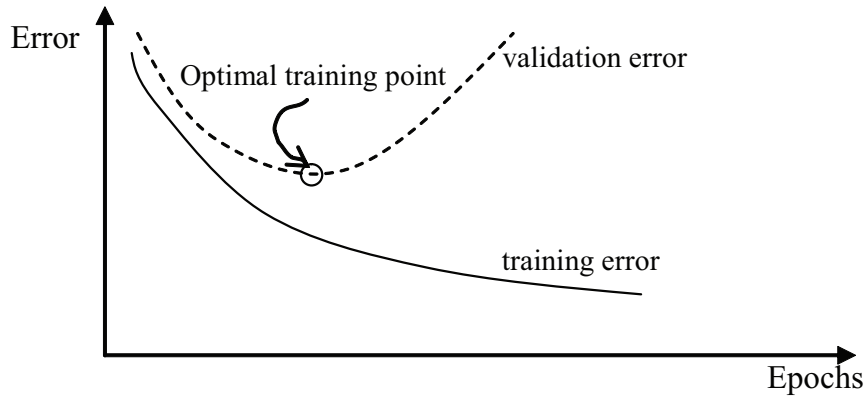 Error
Optimal training point
validation error
training error
Epochs